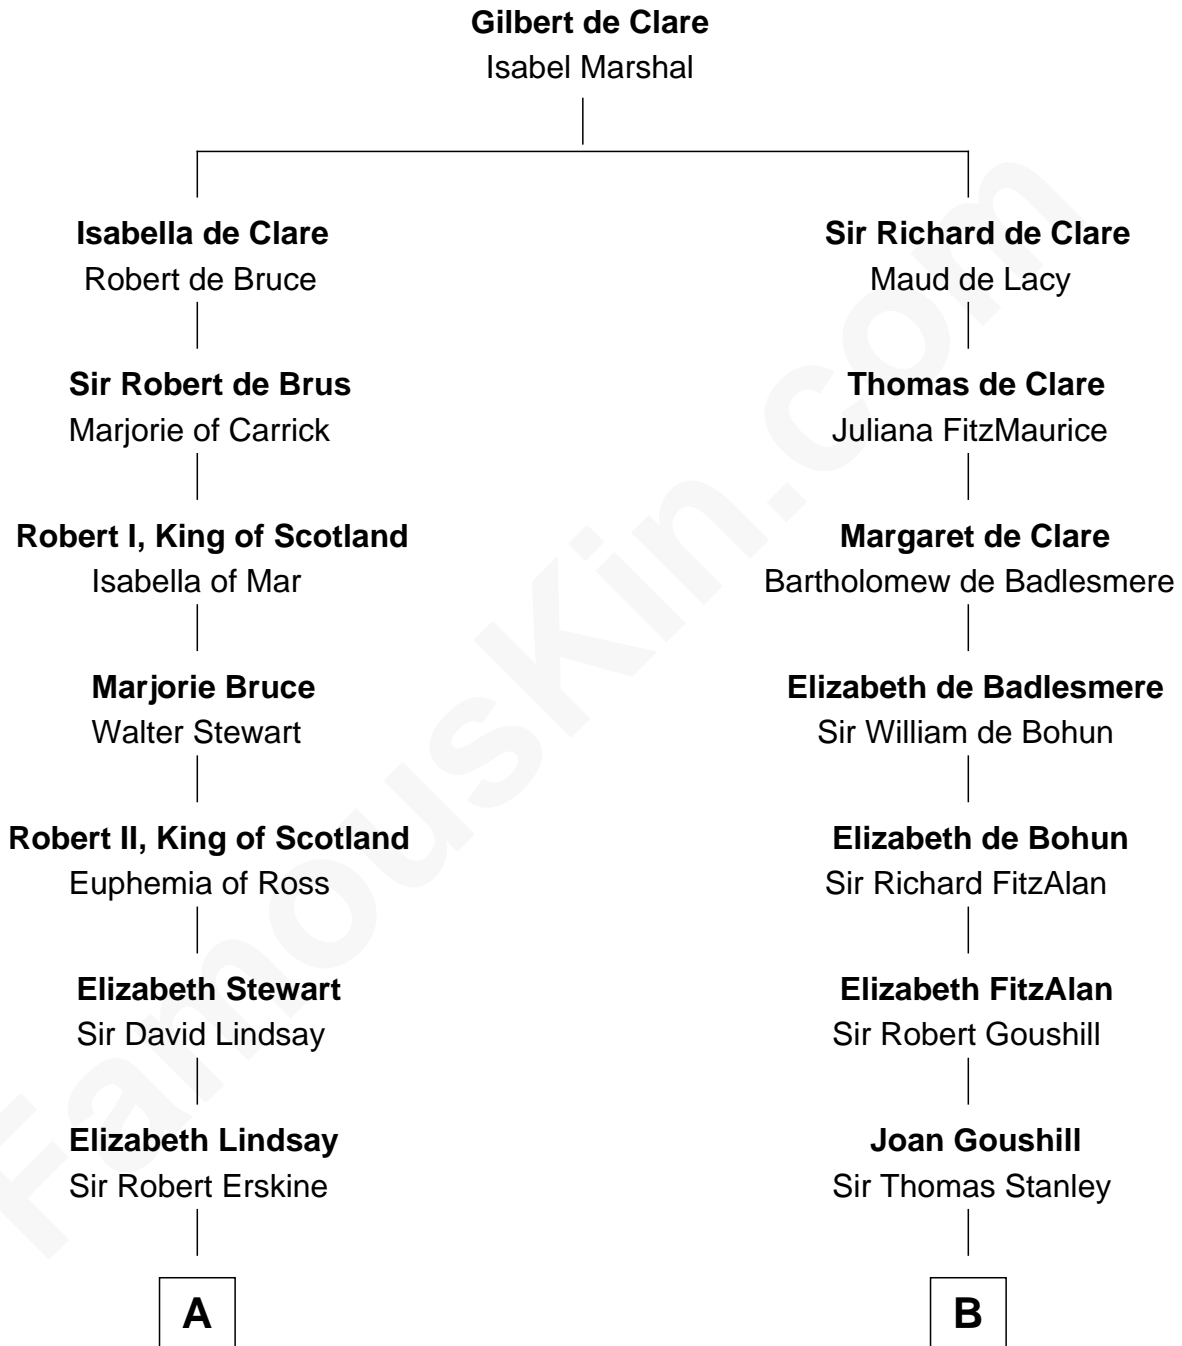 Gilbert de Clare
Isabel Marshal
Isabella de Clare
Robert de Bruce
Sir Robert de Brus
Marjorie of Carrick
Robert I, King of Scotland
Isabella of Mar
Marjorie Bruce
Walter Stewart
Robert II, King of Scotland
Euphemia of Ross
Elizabeth Stewart
Sir David Lindsay
Elizabeth Lindsay
Sir Robert Erskine
A
Sir Richard de Clare
Maud de Lacy
Thomas de Clare
Juliana FitzMaurice
Margaret de Clare
Bartholomew de Badlesmere
Elizabeth de Badlesmere
Sir William de Bohun
Elizabeth de Bohun
Sir Richard FitzAlan
Elizabeth FitzAlan
Sir Robert Goushill
Joan Goushill
Sir Thomas Stanley
B
FamousKin.com